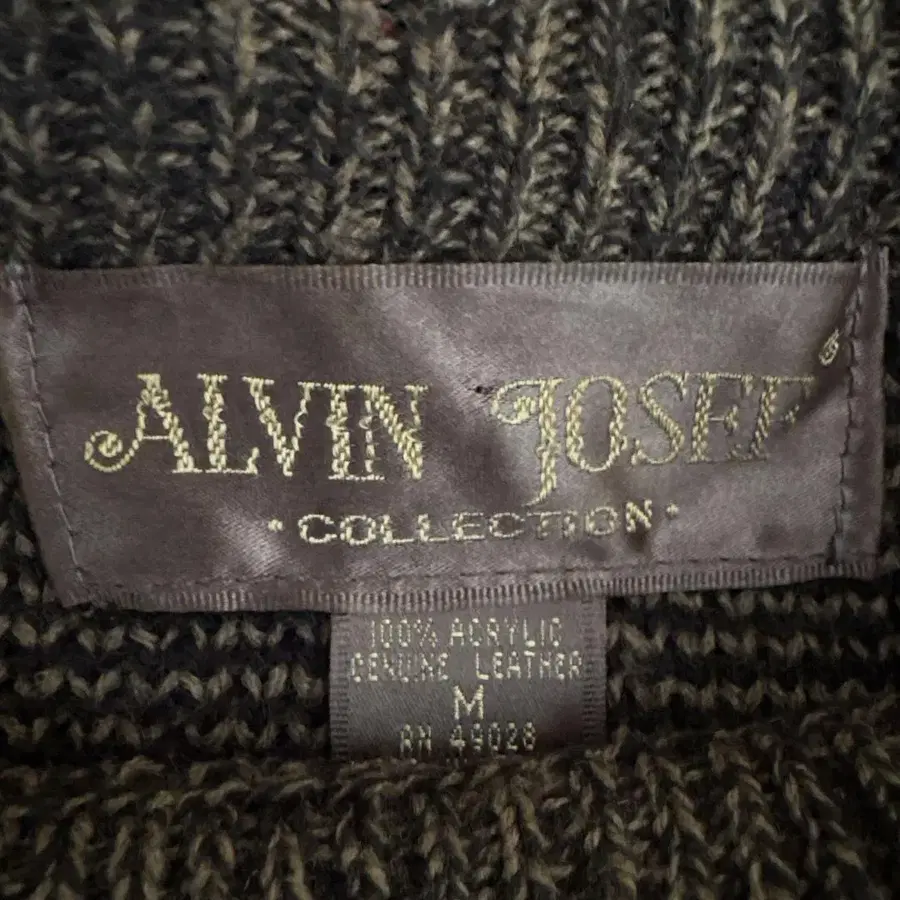 ALVIN JOSEF
· COLLECTION ·
100% ACRYLIC
GENUINE LEATHER
M
RN 49028